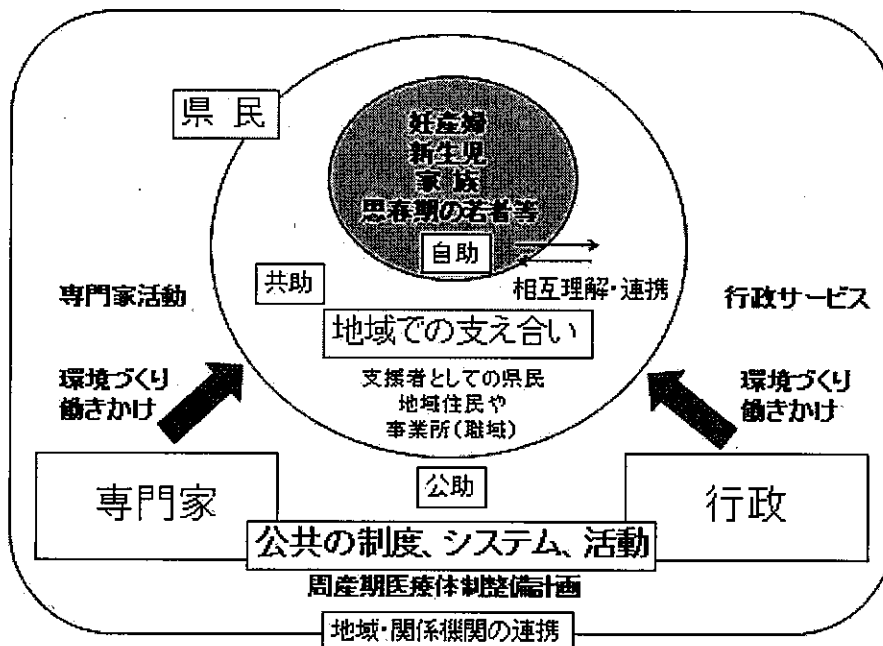 県民
妊産婦
新生児
家族
思春期の若者等
自助
共助
相互理解・連携
専門家活動
行政サービス
地域での支え合い
環境づくり
働きかけ
支援者としての県民
地域住民や
事業所(職域)
環境づくり
働きかけ
専門家
公助
行政
公共の制度、システム、活動
周産期医療体制整備計画
地域・関係機関の連携